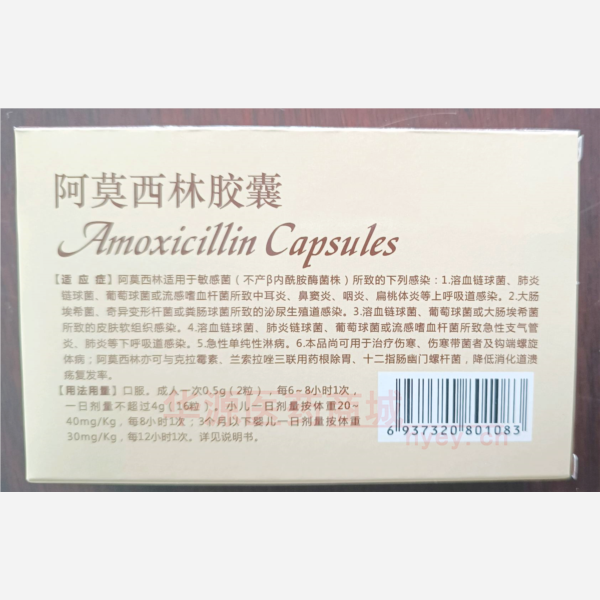 阿莫西林胶囊
Amoxicillin Capsules
【适 应 症】阿莫西林适用于敏感菌（不产β内酰胺酶菌株）所致的下列感染：1.溶血链球菌、肺炎
链球菌、葡萄球菌或流感嗜血杆菌所致中耳炎、鼻窦炎、咽炎、扁桃体炎等上呼吸道感染。2.大肠
埃希菌、奇异变形杆菌或粪肠球菌所致的泌尿生殖道感染。3.溶血链球菌、葡萄球菌或大肠埃希菌
所致的皮肤软组织感染。4.溶血链球菌、肺炎链球菌、葡萄球菌或流感嗜血杆菌所致急性支气管
炎、肺炎等下呼吸道感染。5.急性单纯性淋病。6.本品尚可用于治疗伤寒、伤寒带菌者及钩端螺旋
体病；阿莫西林亦可与克拉霉素、兰索拉唑三联用药根除胃、十二指肠幽门螺杆菌，降低消化道溃
疡复发率。
【用法用量】口服。成人一次0.5g（2粒），每6~8小时1次，
一日剂量不超过4g（16粒）。小儿一日剂量按体重20~
40mg/Kg，每8小时1次；3个月以下婴儿一日剂量按体重
30mg/Kg，每12小时1次。详见说明书。
6 937320 801083
华源医药商城
hyey.cn